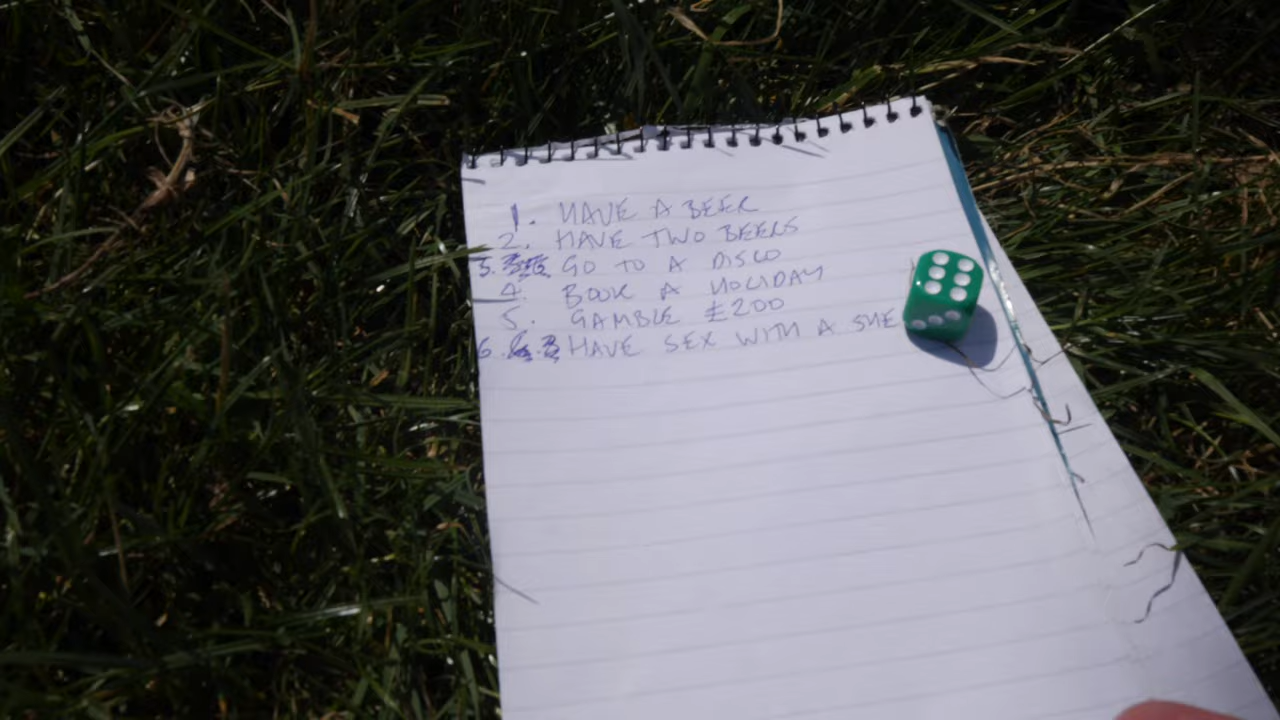 1. HAVE A BEER
2. HAVE TWO BEERS
3. GO TO A DISCO
4. BOOK A HOLIDAY
5. GAMBLE £200
6. HAVE SEX WITH A SHE